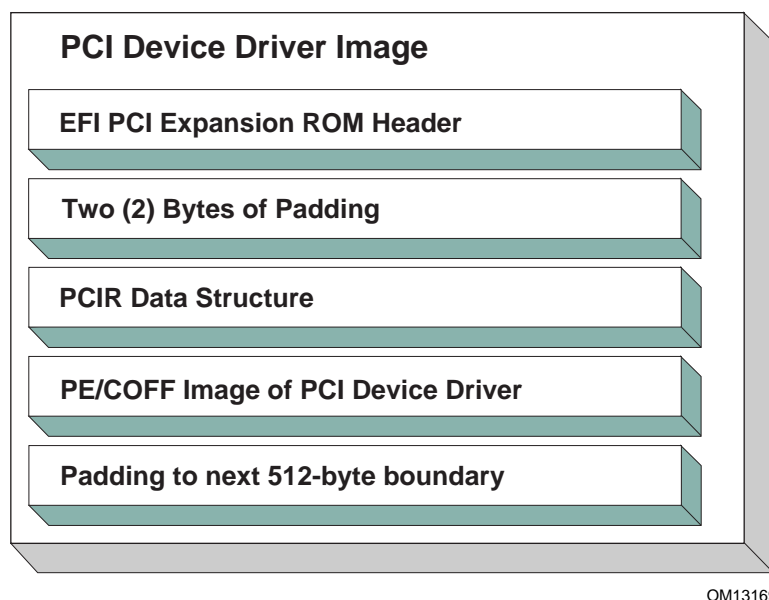 PCI Device Driver Image
EFI PCI Expansion ROM Header
Two (2) Bytes of Padding
PCIR Data Structure
PE/COFF Image of PCI Device Driver
Padding to next 512-byte boundary
OM1316